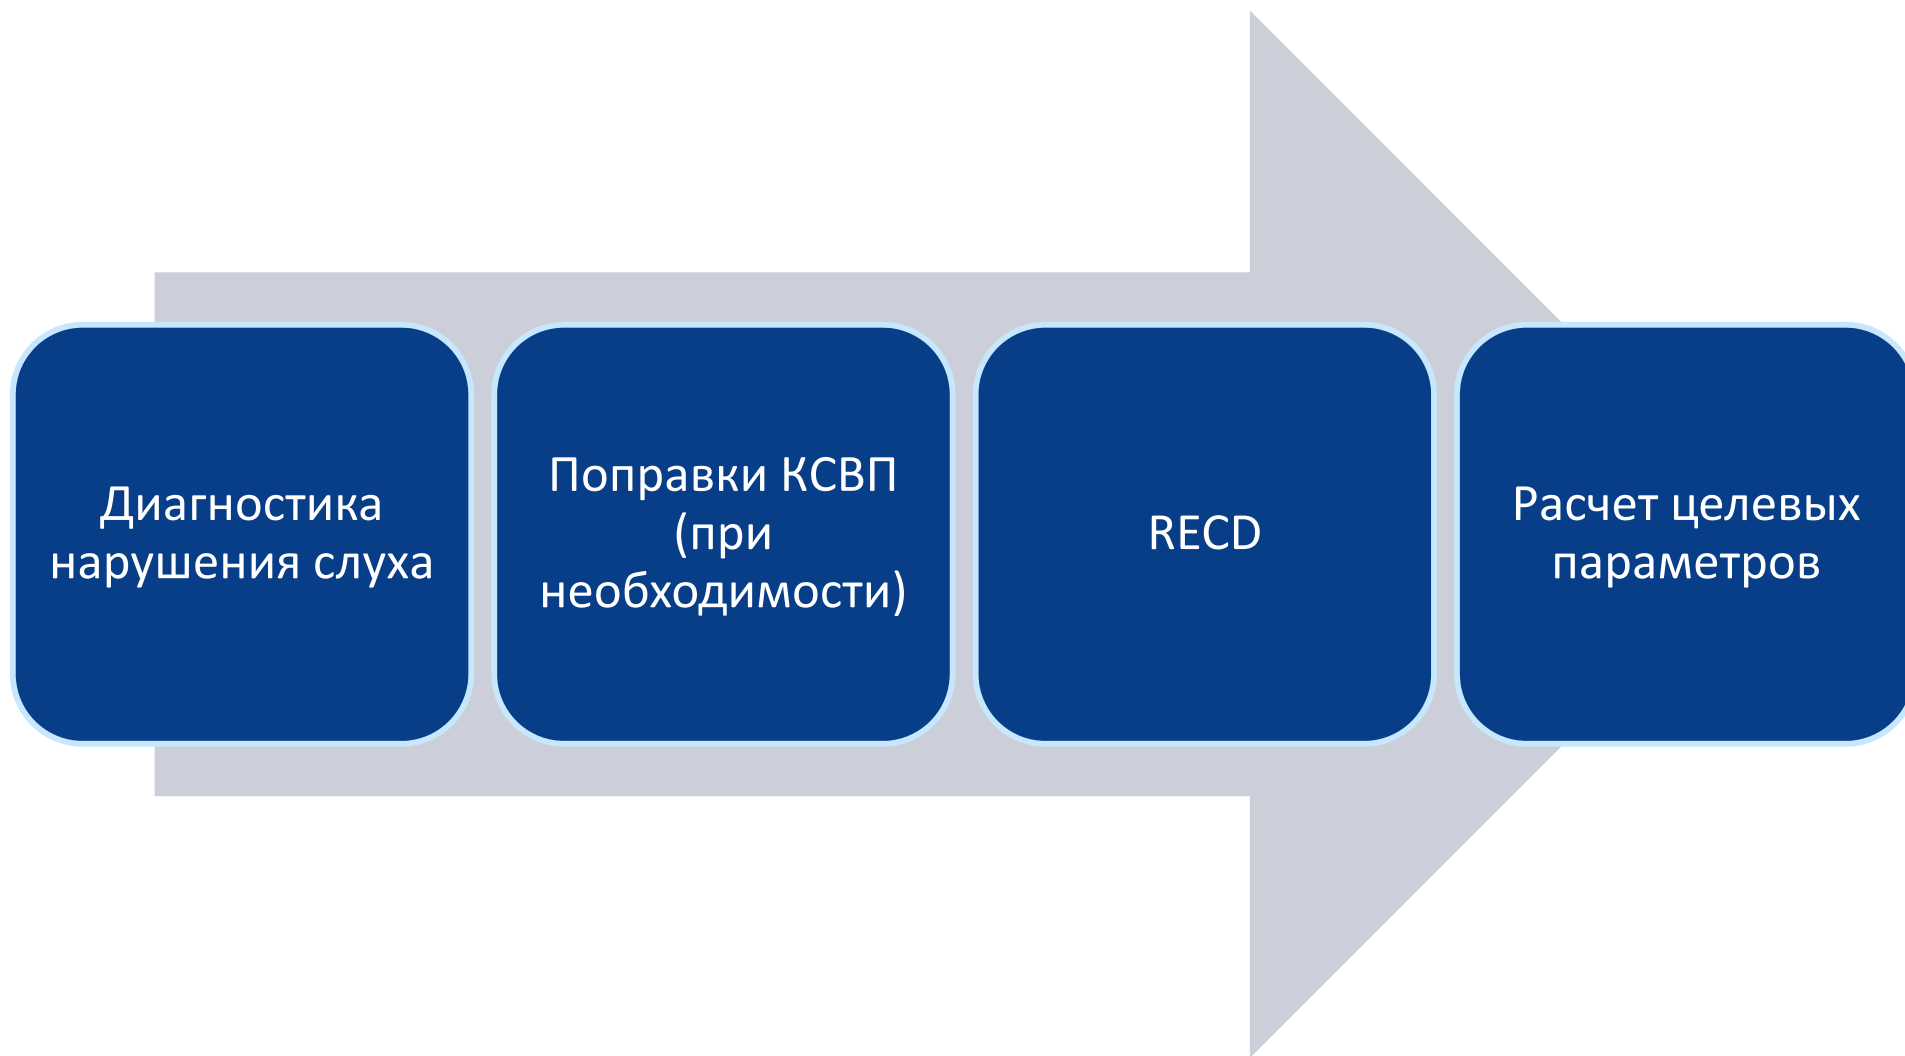 Диагностика
нарушения слуха
Поправки КСВП
(при
необходимости)
RECD
Расчет целевых
параметров